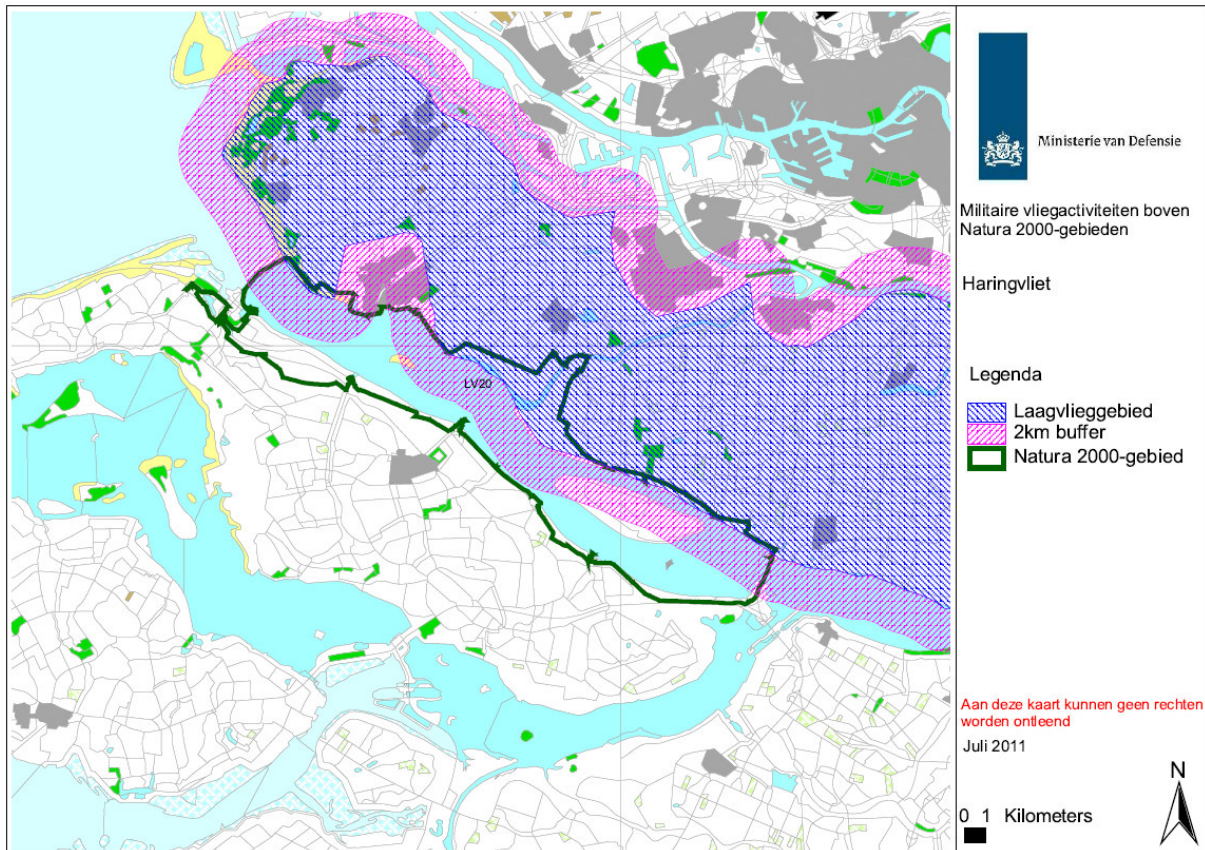 LV20
Ministerie van Defensie
Militaire vliegactiviteiten boven
Natura 2000-gebieden
Haringvliet
Legenda
Laagvlieggebied
2km buffer
Natura 2000-gebied
Aan deze kaart kunnen geen rechten
worden ontleend
Juli 2011
N
0 1 Kilometers